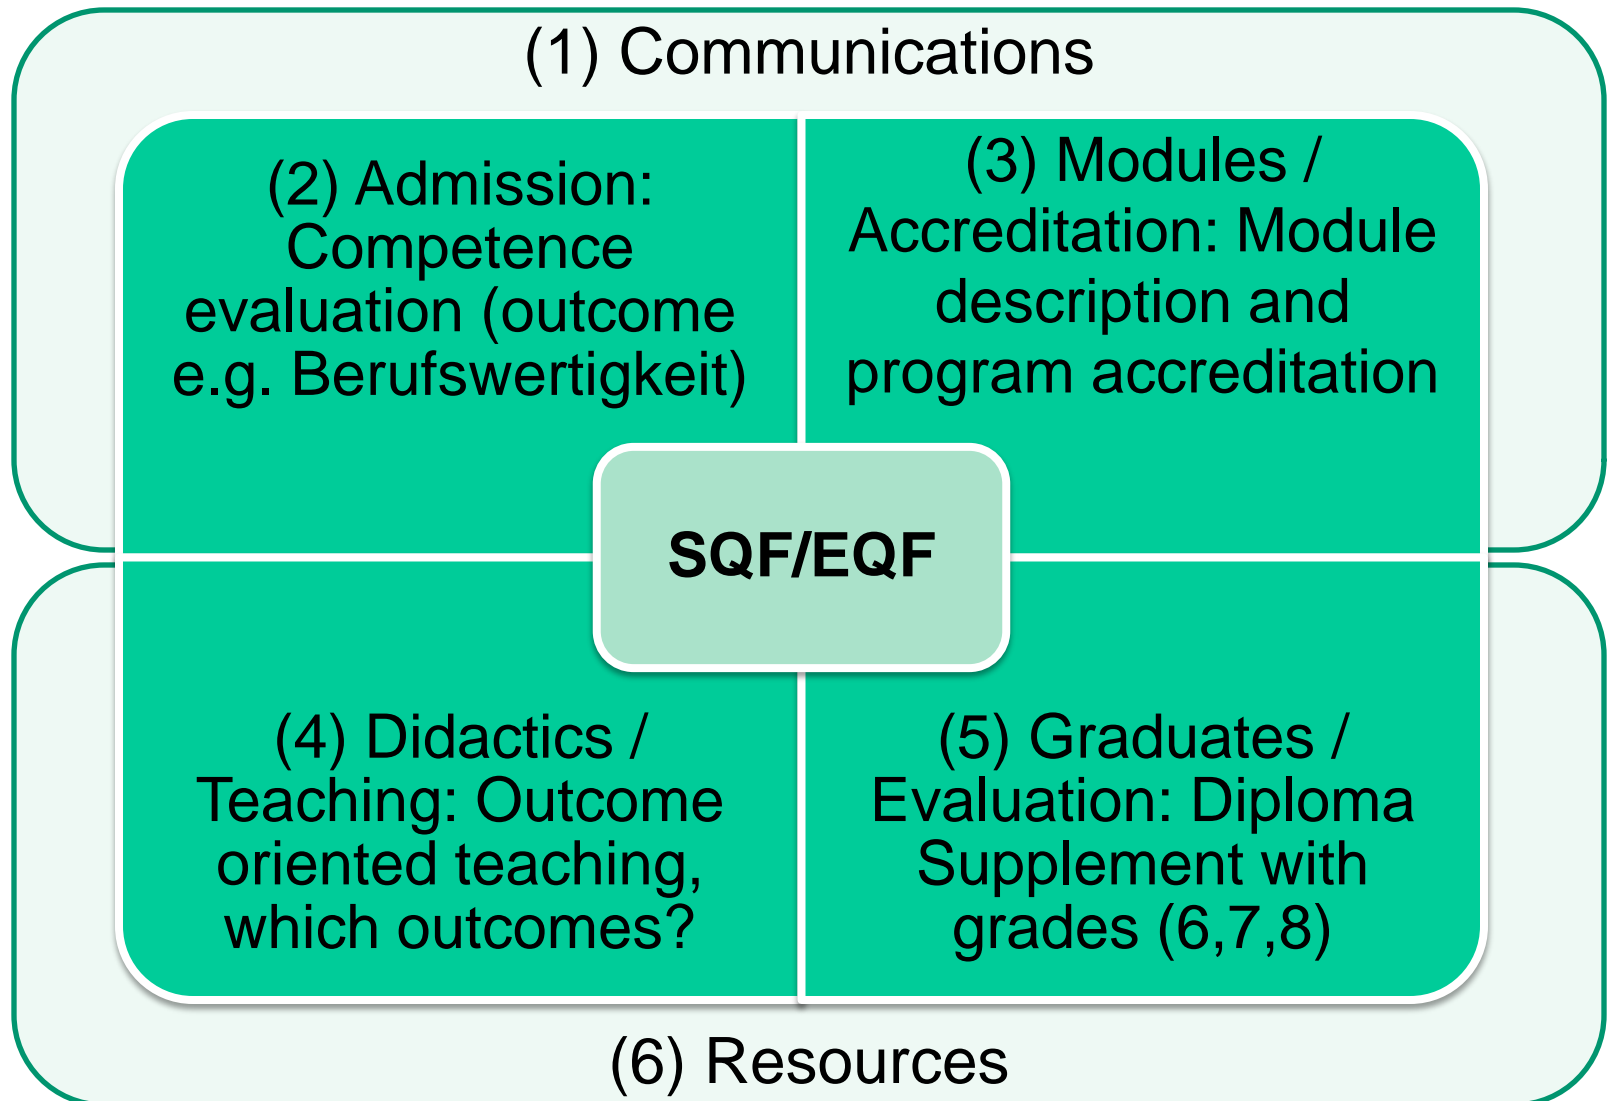 (1) Communications
(2) Admission:
Competence
evaluation (outcome
e.g. Berufswertigkeit)
(3) Modules /
Accreditation: Module
description and
program accreditation
SQF/EQF
(4) Didactics /
Teaching: Outcome
oriented teaching,
which outcomes?
(5) Graduates /
Evaluation: Diploma
Supplement with
grades (6,7,8)
(6) Resources